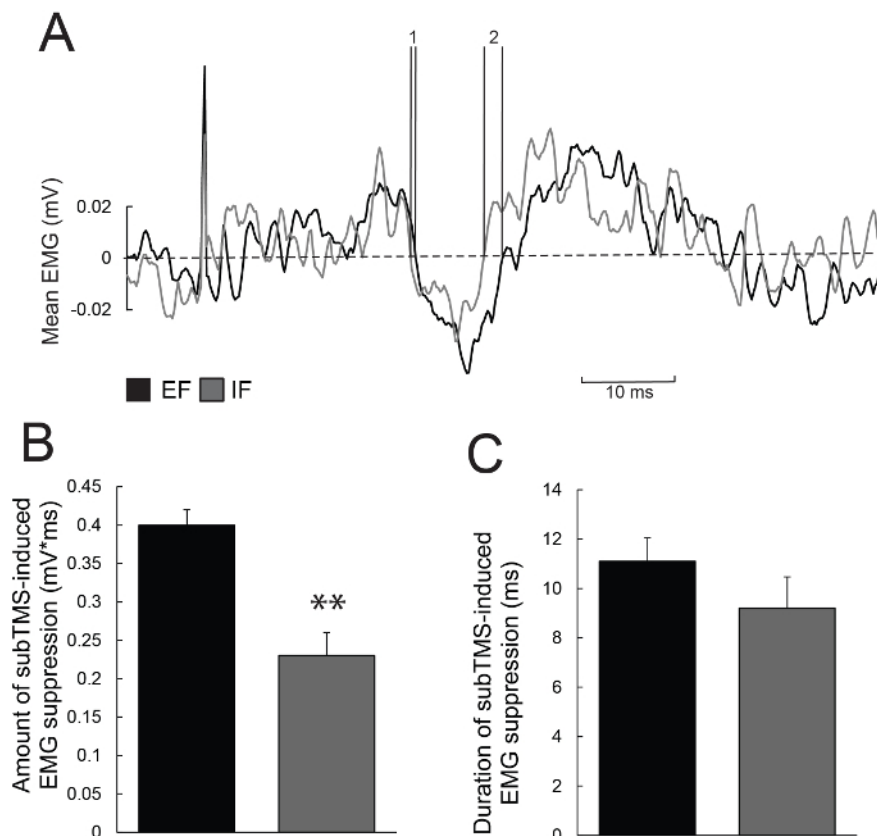 A
1 2
Mean EMG (mV)
0.02
0
-0.02
EF IF
10 ms
B
Amount of subTMS-induced
EMG suppression (mV*ms)
0.45
0.4
0.35
0.3
0.25
0.2
0.15
0.1
0.05
0
**
C
Duration of subTMS-induced
EMG suppression (ms)
14
12
10
8
6
4
2
0